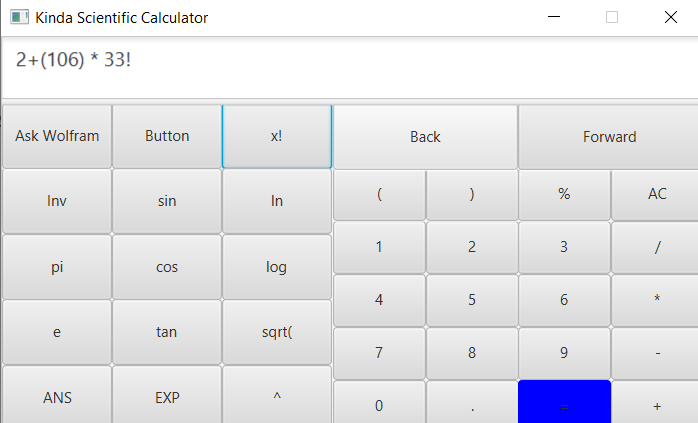 Kinda Scientific Calculator
2+(106) * 33!
Ask Wolfram Button x! Back Forward
Inv sin ln ( ) % AC
1 2 3 /
pi cos log
4 5 6 *
e tan sqrt( 7 8 9 -
ANS EXP ^ 0 . = +